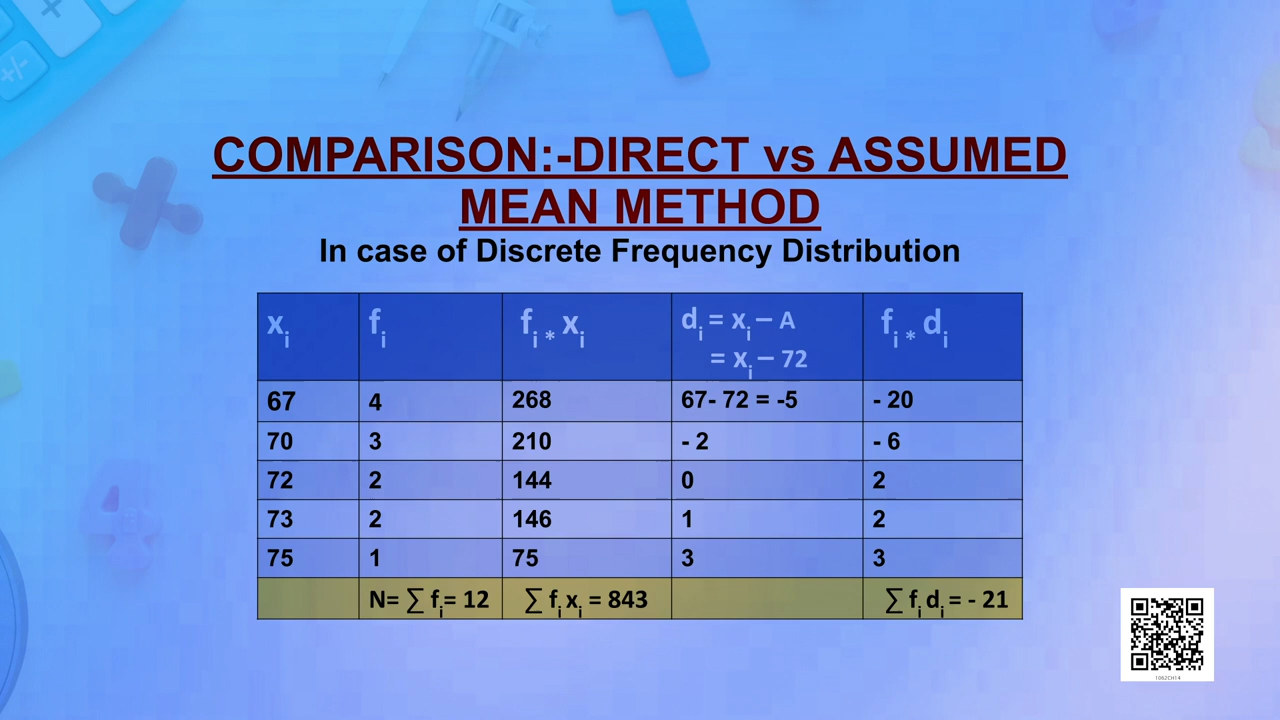 COMPARISON:-DIRECT vs ASSUMED
MEAN METHOD
In case of Discrete Frequency Distribution
xᵢ fᵢ fᵢ * xᵢ dᵢ = xᵢ – A fᵢ * dᵢ
= xᵢ – 72
67 4 268 67- 72 = -5 - 20
70 3 210 - 2 - 6
72 2 144 0 2
73 2 146 1 2
75 1 75 3 3
N= ∑ fᵢ= 12 ∑ fᵢ xᵢ = 843 ∑ fᵢ dᵢ = - 21
1062CH14